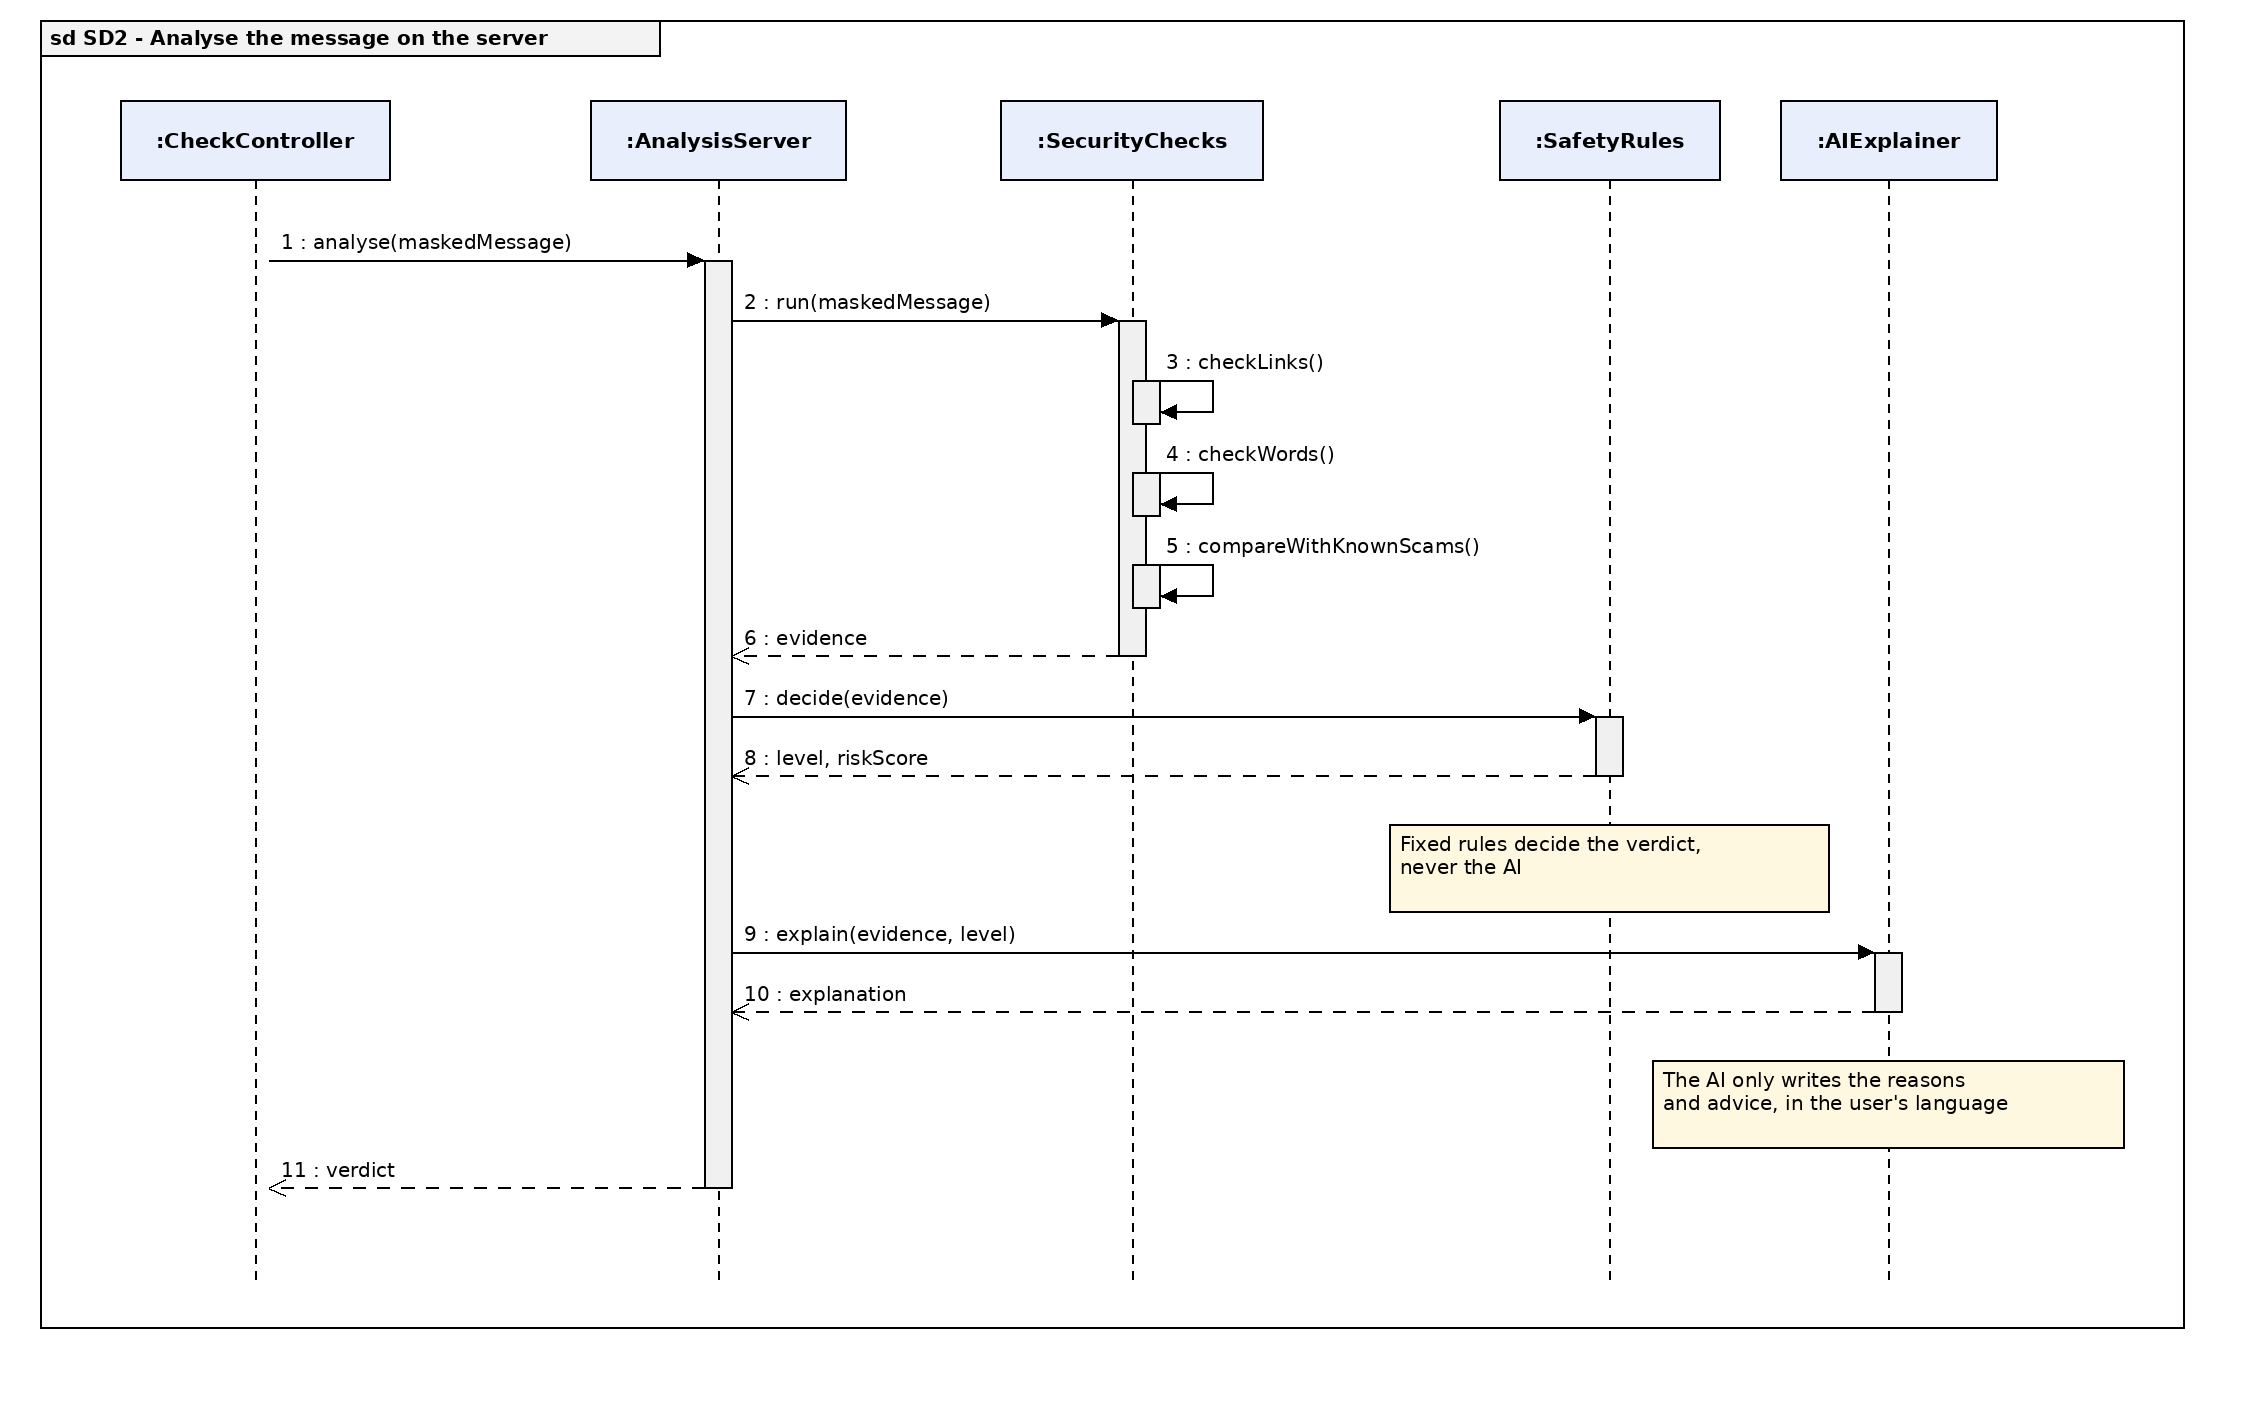 sd SD2 - Analyse the message on the server
:CheckController
:AnalysisServer
:SecurityChecks
:SafetyRules
:AIExplainer
1 : analyse(maskedMessage)
2 : run(maskedMessage)
3 : checkLinks()
4 : checkWords()
5 : compareWithKnownScams()
6 : evidence
7 : decide(evidence)
8 : level, riskScore
Fixed rules decide the verdict,
never the AI
9 : explain(evidence, level)
10 : explanation
The AI only writes the reasons
and advice, in the user's language
11 : verdict